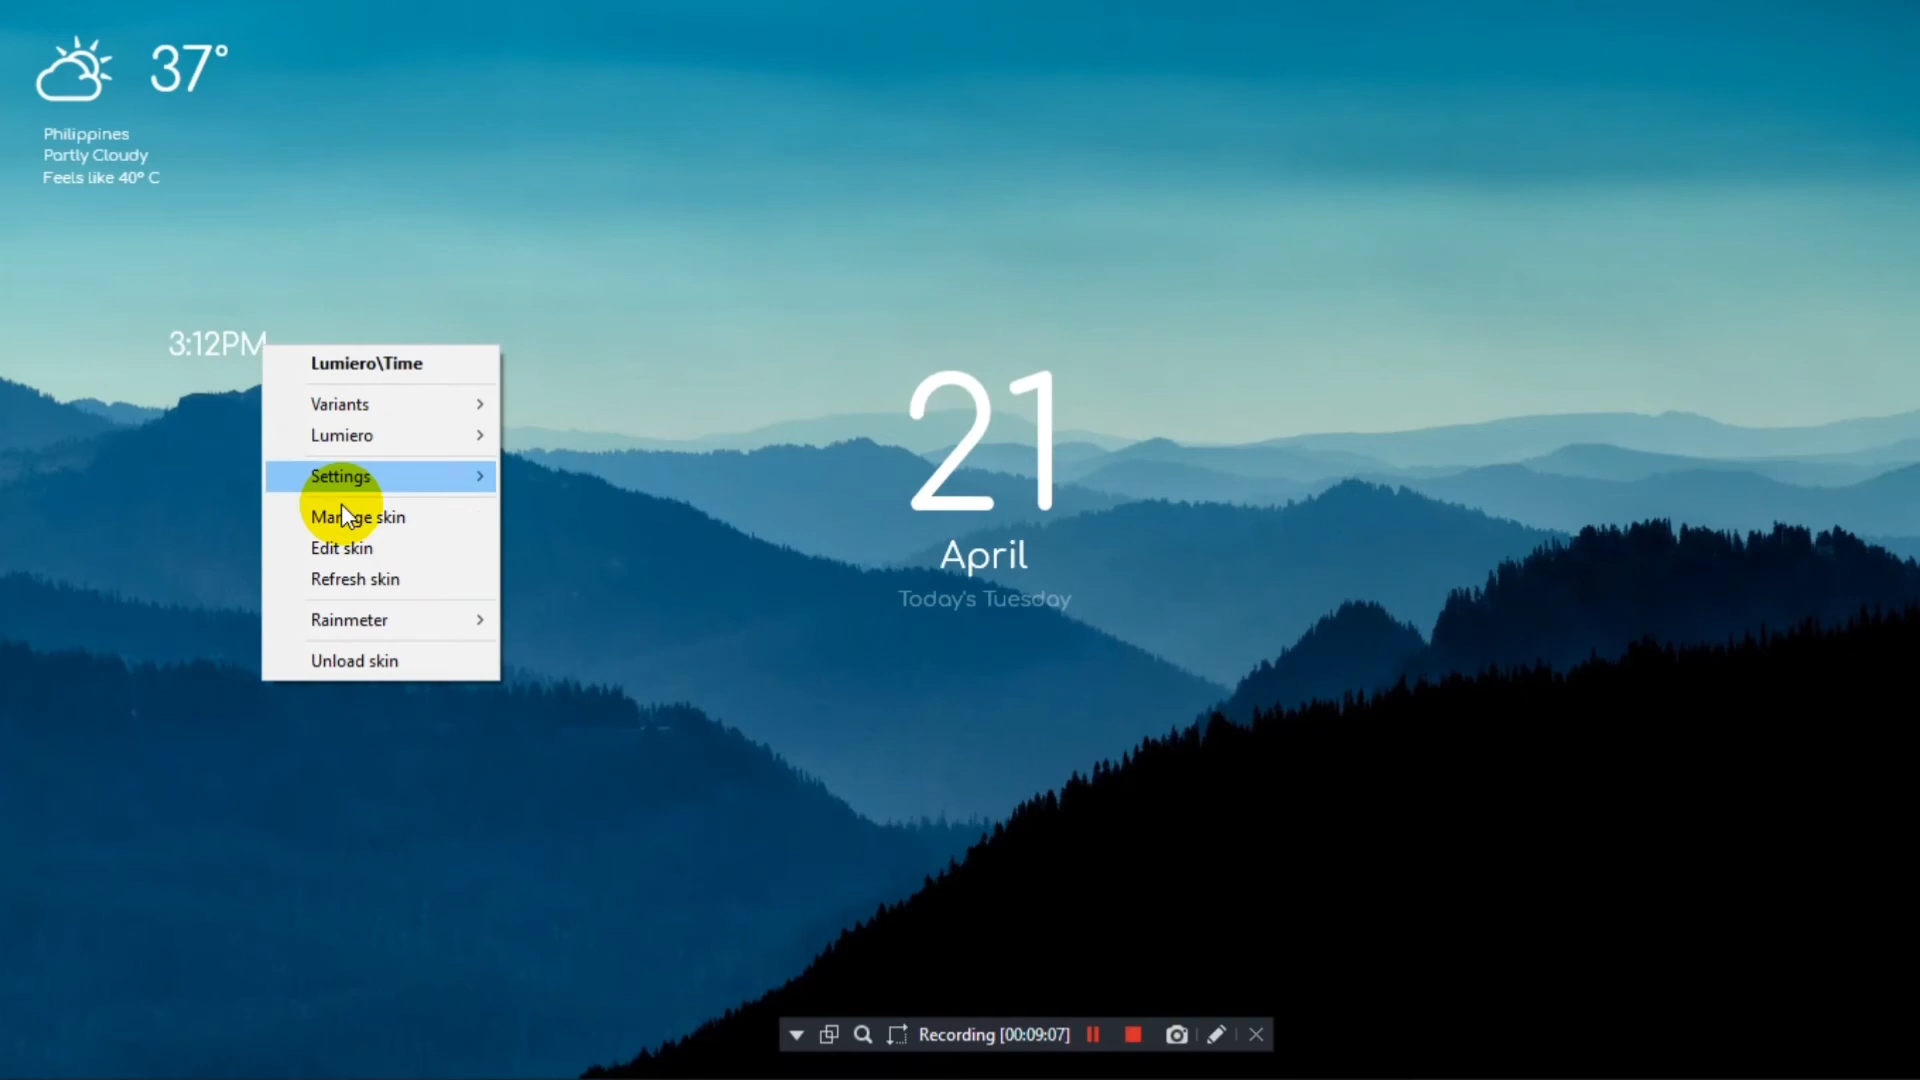 37°
Philippines
Partly Cloudy
Feels like 40° C
3:12PM
Lumiero\Time
Variants
Lumiero
Settings
Manage skin
Edit skin
Refresh skin
Rainmeter
Unload skin
21
April
Today's Tuesday
Recording [00:09:07]